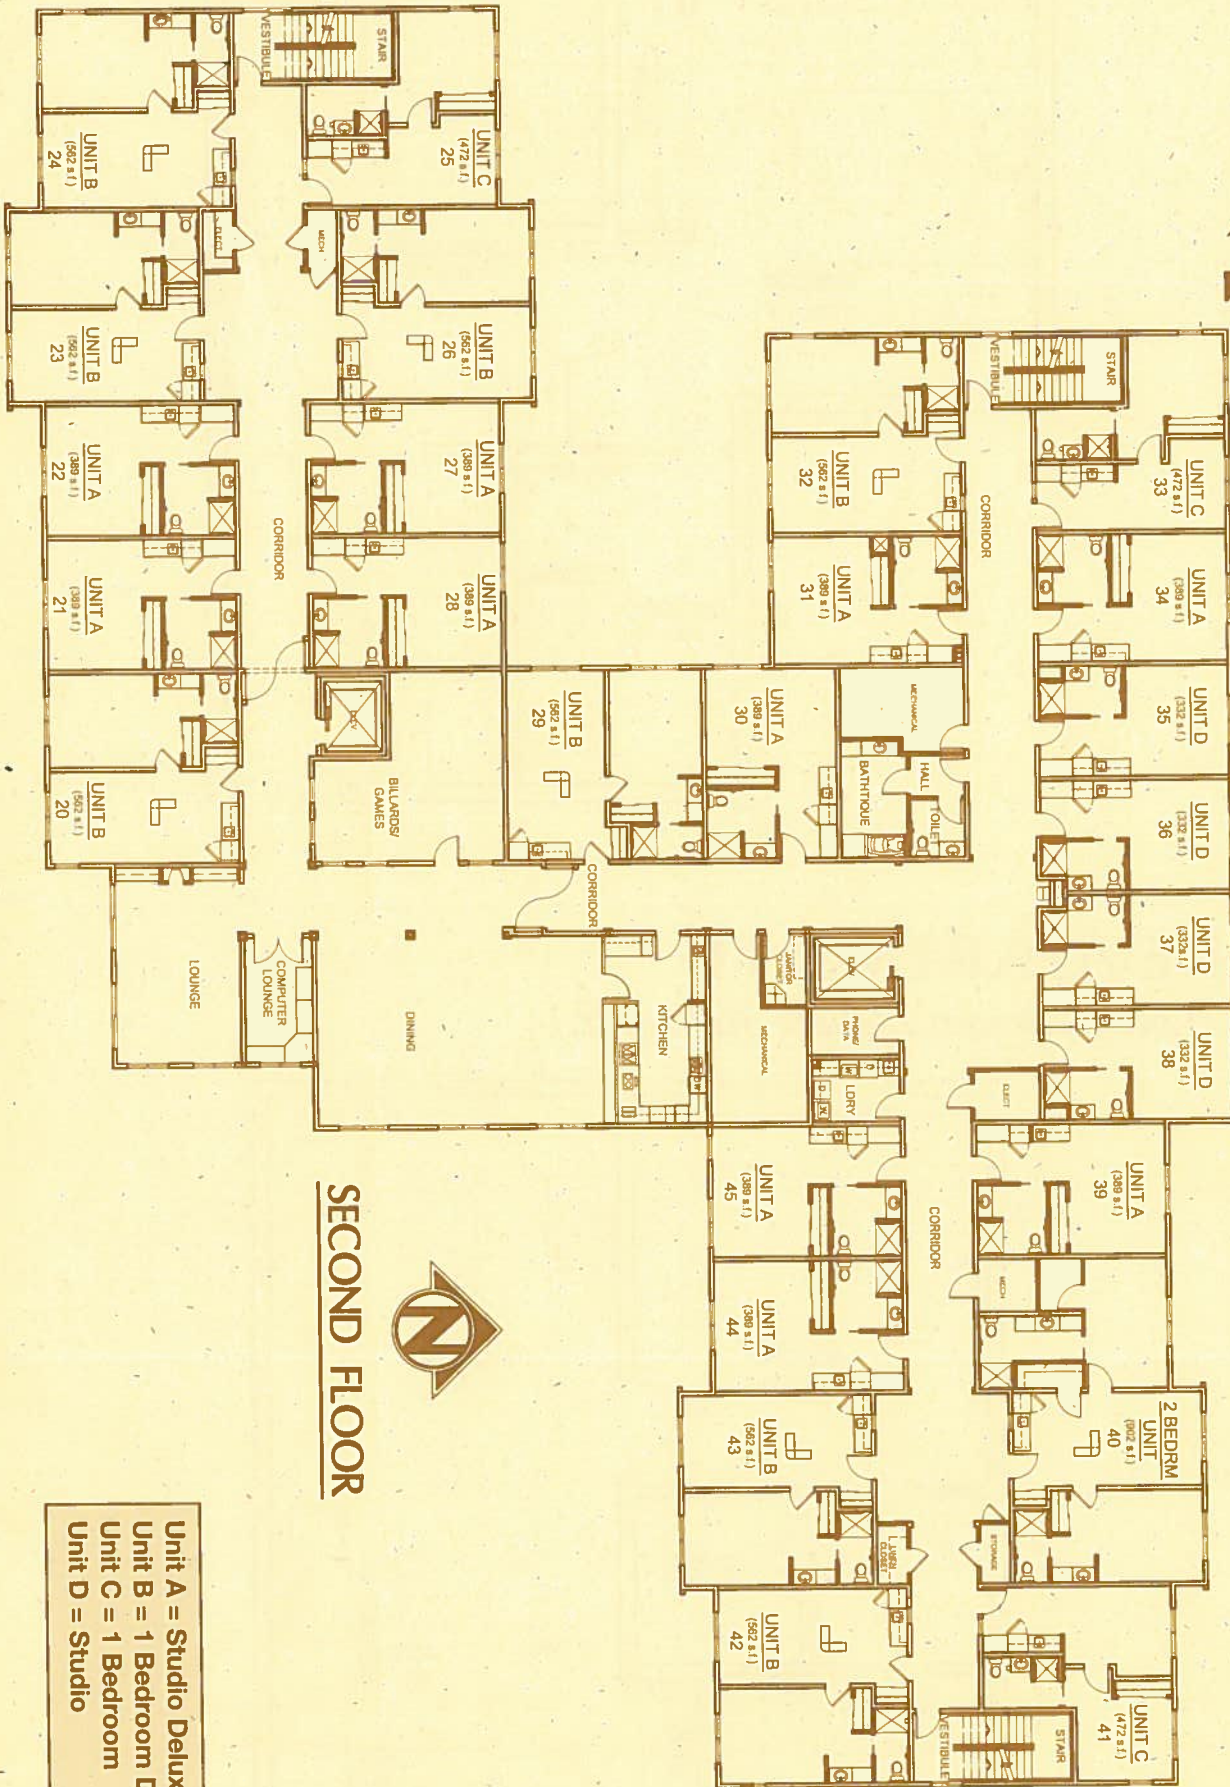 VESTIBULE
STAIR
UNIT B
(562 s.f.)
24
UNIT C
(472 s.f.)
25
ELECT
MECH
UNIT B
(562 s.f.)
23
UNIT B
(562 s.f.)
26
UNIT A
(389 s.f.)
22
UNIT A
(389 s.f.)
27
CORRIDOR
UNIT A
(389 s.f.)
21
UNIT A
(389 s.f.)
28
UNIT B
(562 s.f.)
20
ELEV
BILLARDS/
GAMES
UNIT B
(562 s.f.)
29
UNIT A
(389 s.f.)
30
MECHANICAL
BATHTIQUE
HALL
TOILET
CORRIDOR
LOUNGE
COMPUTER
LOUNGE
DINING
KITCHEN
DW
JANITOR
CLOSET
MECHANICAL
ELEV
PHONE/
DATA
LDRY
W
D
VESTIBULE
STAIR
UNIT B
(562 s.f.)
32
UNIT C
(472 s.f.)
33
CORRIDOR
UNIT A
(389 s.f.)
31
UNIT A
(389 s.f.)
34
UNIT D
(332 s.f.)
35
UNIT D
(332 s.f.)
36
UNIT D
(332s.f.)
37
UNIT D
(332 s.f.)
38
ELECT
UNIT A
(389 s.f.)
39
UNIT A
(389 s.f.)
45
CORRIDOR
MECH
UNIT A
(389 s.f.)
44
2 BEDRM
UNIT
(902 s.f.)
40
UNIT B
(562 s.f.)
43
LINEN
CLOSET
STORAGE
UNIT B
(562 s.f.)
42
UNIT C
(472 s.f.)
41
VESTIBULE
STAIR
N
SECOND FLOOR
Unit A = Studio Delux
Unit B = 1 Bedroom D
Unit C = 1 Bedroom
Unit D = Studio